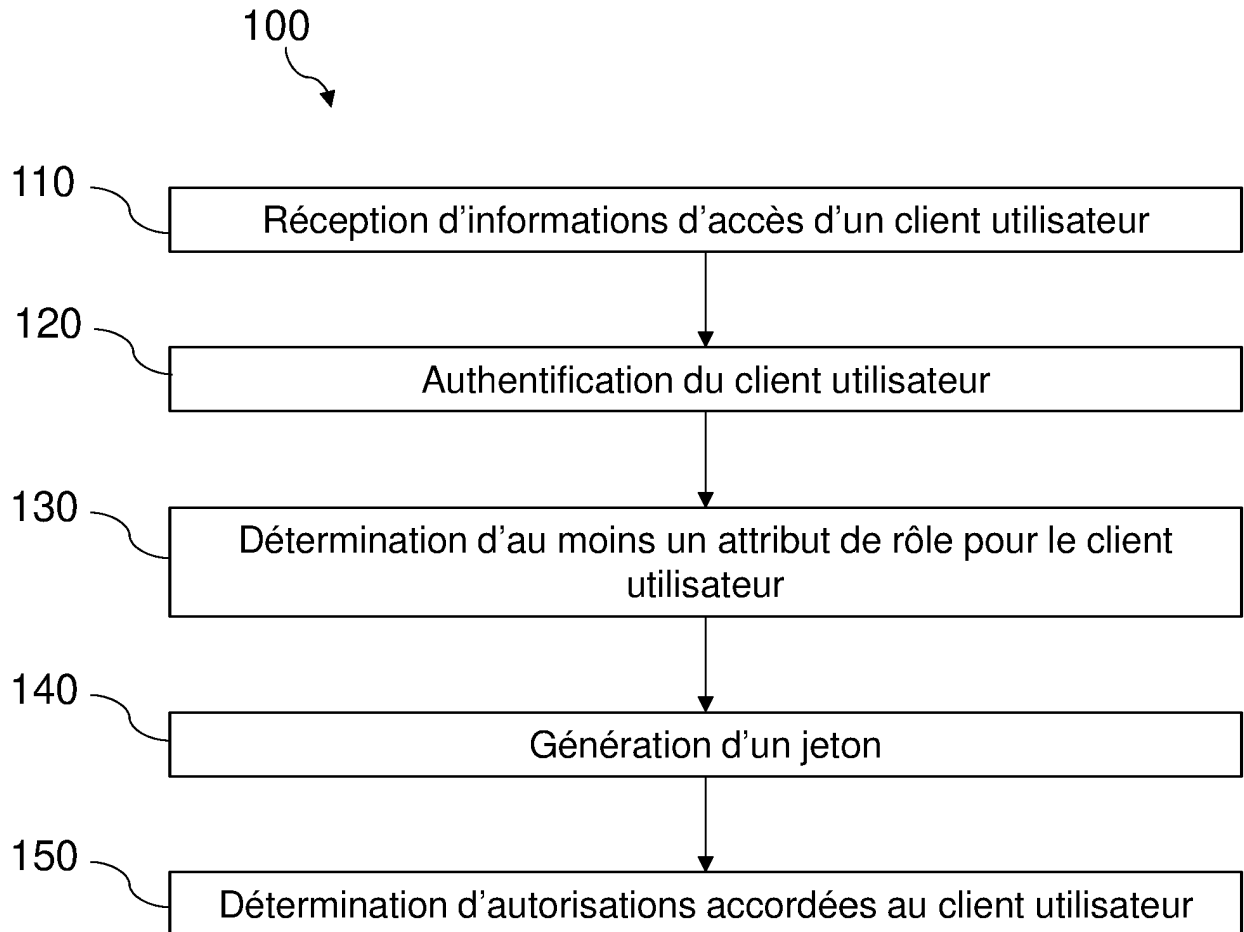 100
110
Réception d'informations d'accès d'un client utilisateur
120
Authentification du client utilisateur
130
Détermination d'au moins un attribut de rôle pour le client
utilisateur
140
Génération d'un jeton
150
Détermination d'autorisations accordées au client utilisateur